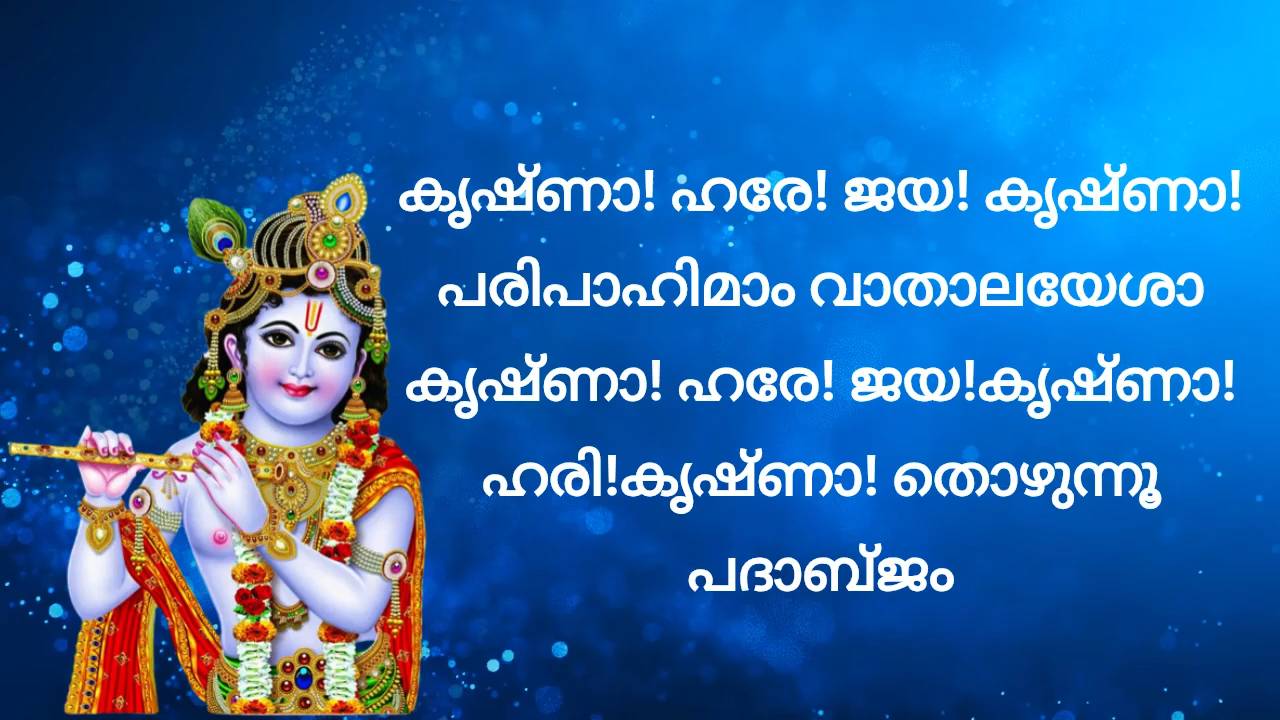 കൃഷ്ണാ! ഹരേ! ജയ! കൃഷ്ണാ!
പരിപാഹിമാം വാതാലയേശാ
കൃഷ്ണാ! ഹരേ! ജയ!കൃഷ്ണാ!
ഹരി!കൃഷ്ണാ! തൊഴുന്നൂ
പദാബ്ജം